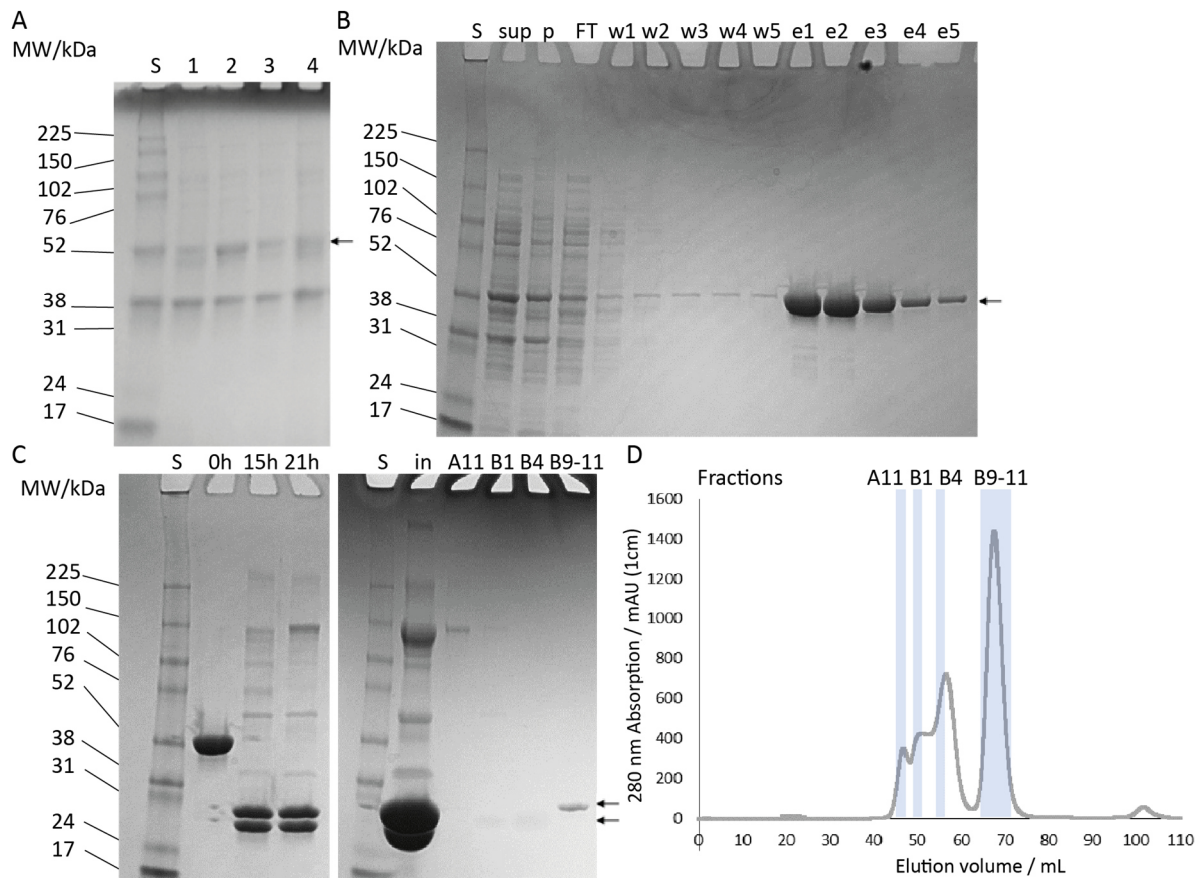 A
MW/kDa
S 1 2 3 4
225
150
102
76
52
38
31
24
17
B
MW/kDa
S sup p FT w1 w2 w3 w4 w5 e1 e2 e3 e4 e5
225
150
102
76
52
38
31
24
17
C
MW/kDa
S 0h 15h 21h
225
150
102
76
52
38
31
24
17
S in A11 B1 B4 B9-11
D
Fractions A11 B1 B4 B9-11
280 nm Absorption / mAU (1cm)
1600
1400
1200
1000
800
600
400
200
0
0 10 20 30 40 50 60 70 80 90 100 110
Elution volume / mL